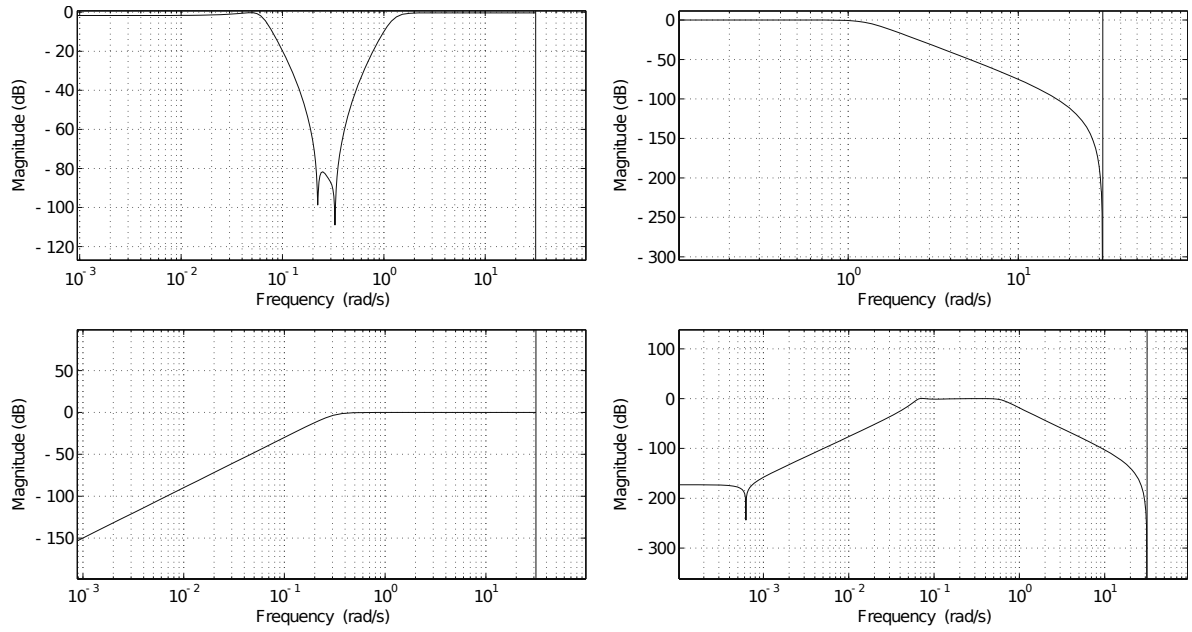 0
- 20
- 40
- 60
- 80
- 100
- 120
Magnitude (dB)
10^-3 10^-2 10^-1 10^0 10^1
Frequency (rad/s)
0
- 50
- 100
- 150
- 200
- 250
- 300
Magnitude (dB)
10^0 10^1
Frequency (rad/s)
50
0
- 50
- 100
- 150
Magnitude (dB)
10^-3 10^-2 10^-1 10^0 10^1
Frequency (rad/s)
100
0
- 100
- 200
- 300
Magnitude (dB)
10^-3 10^-2 10^-1 10^0 10^1
Frequency (rad/s)